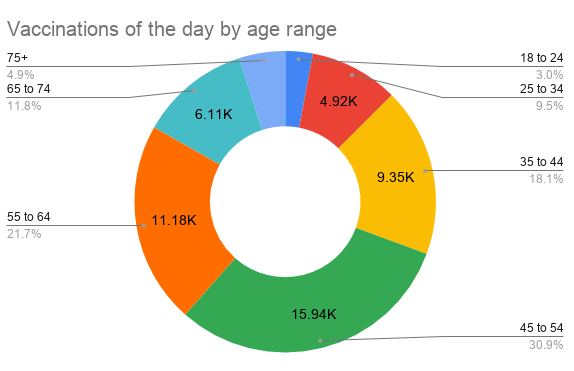 Vaccinations of the day by age range
75+
4.9%
65 to 74
11.8%
55 to 64
21.7%
18 to 24
3.0%
25 to 34
9.5%
35 to 44
18.1%
45 to 54
30.9%
4.92K
9.35K
15.94K
11.18K
6.11K